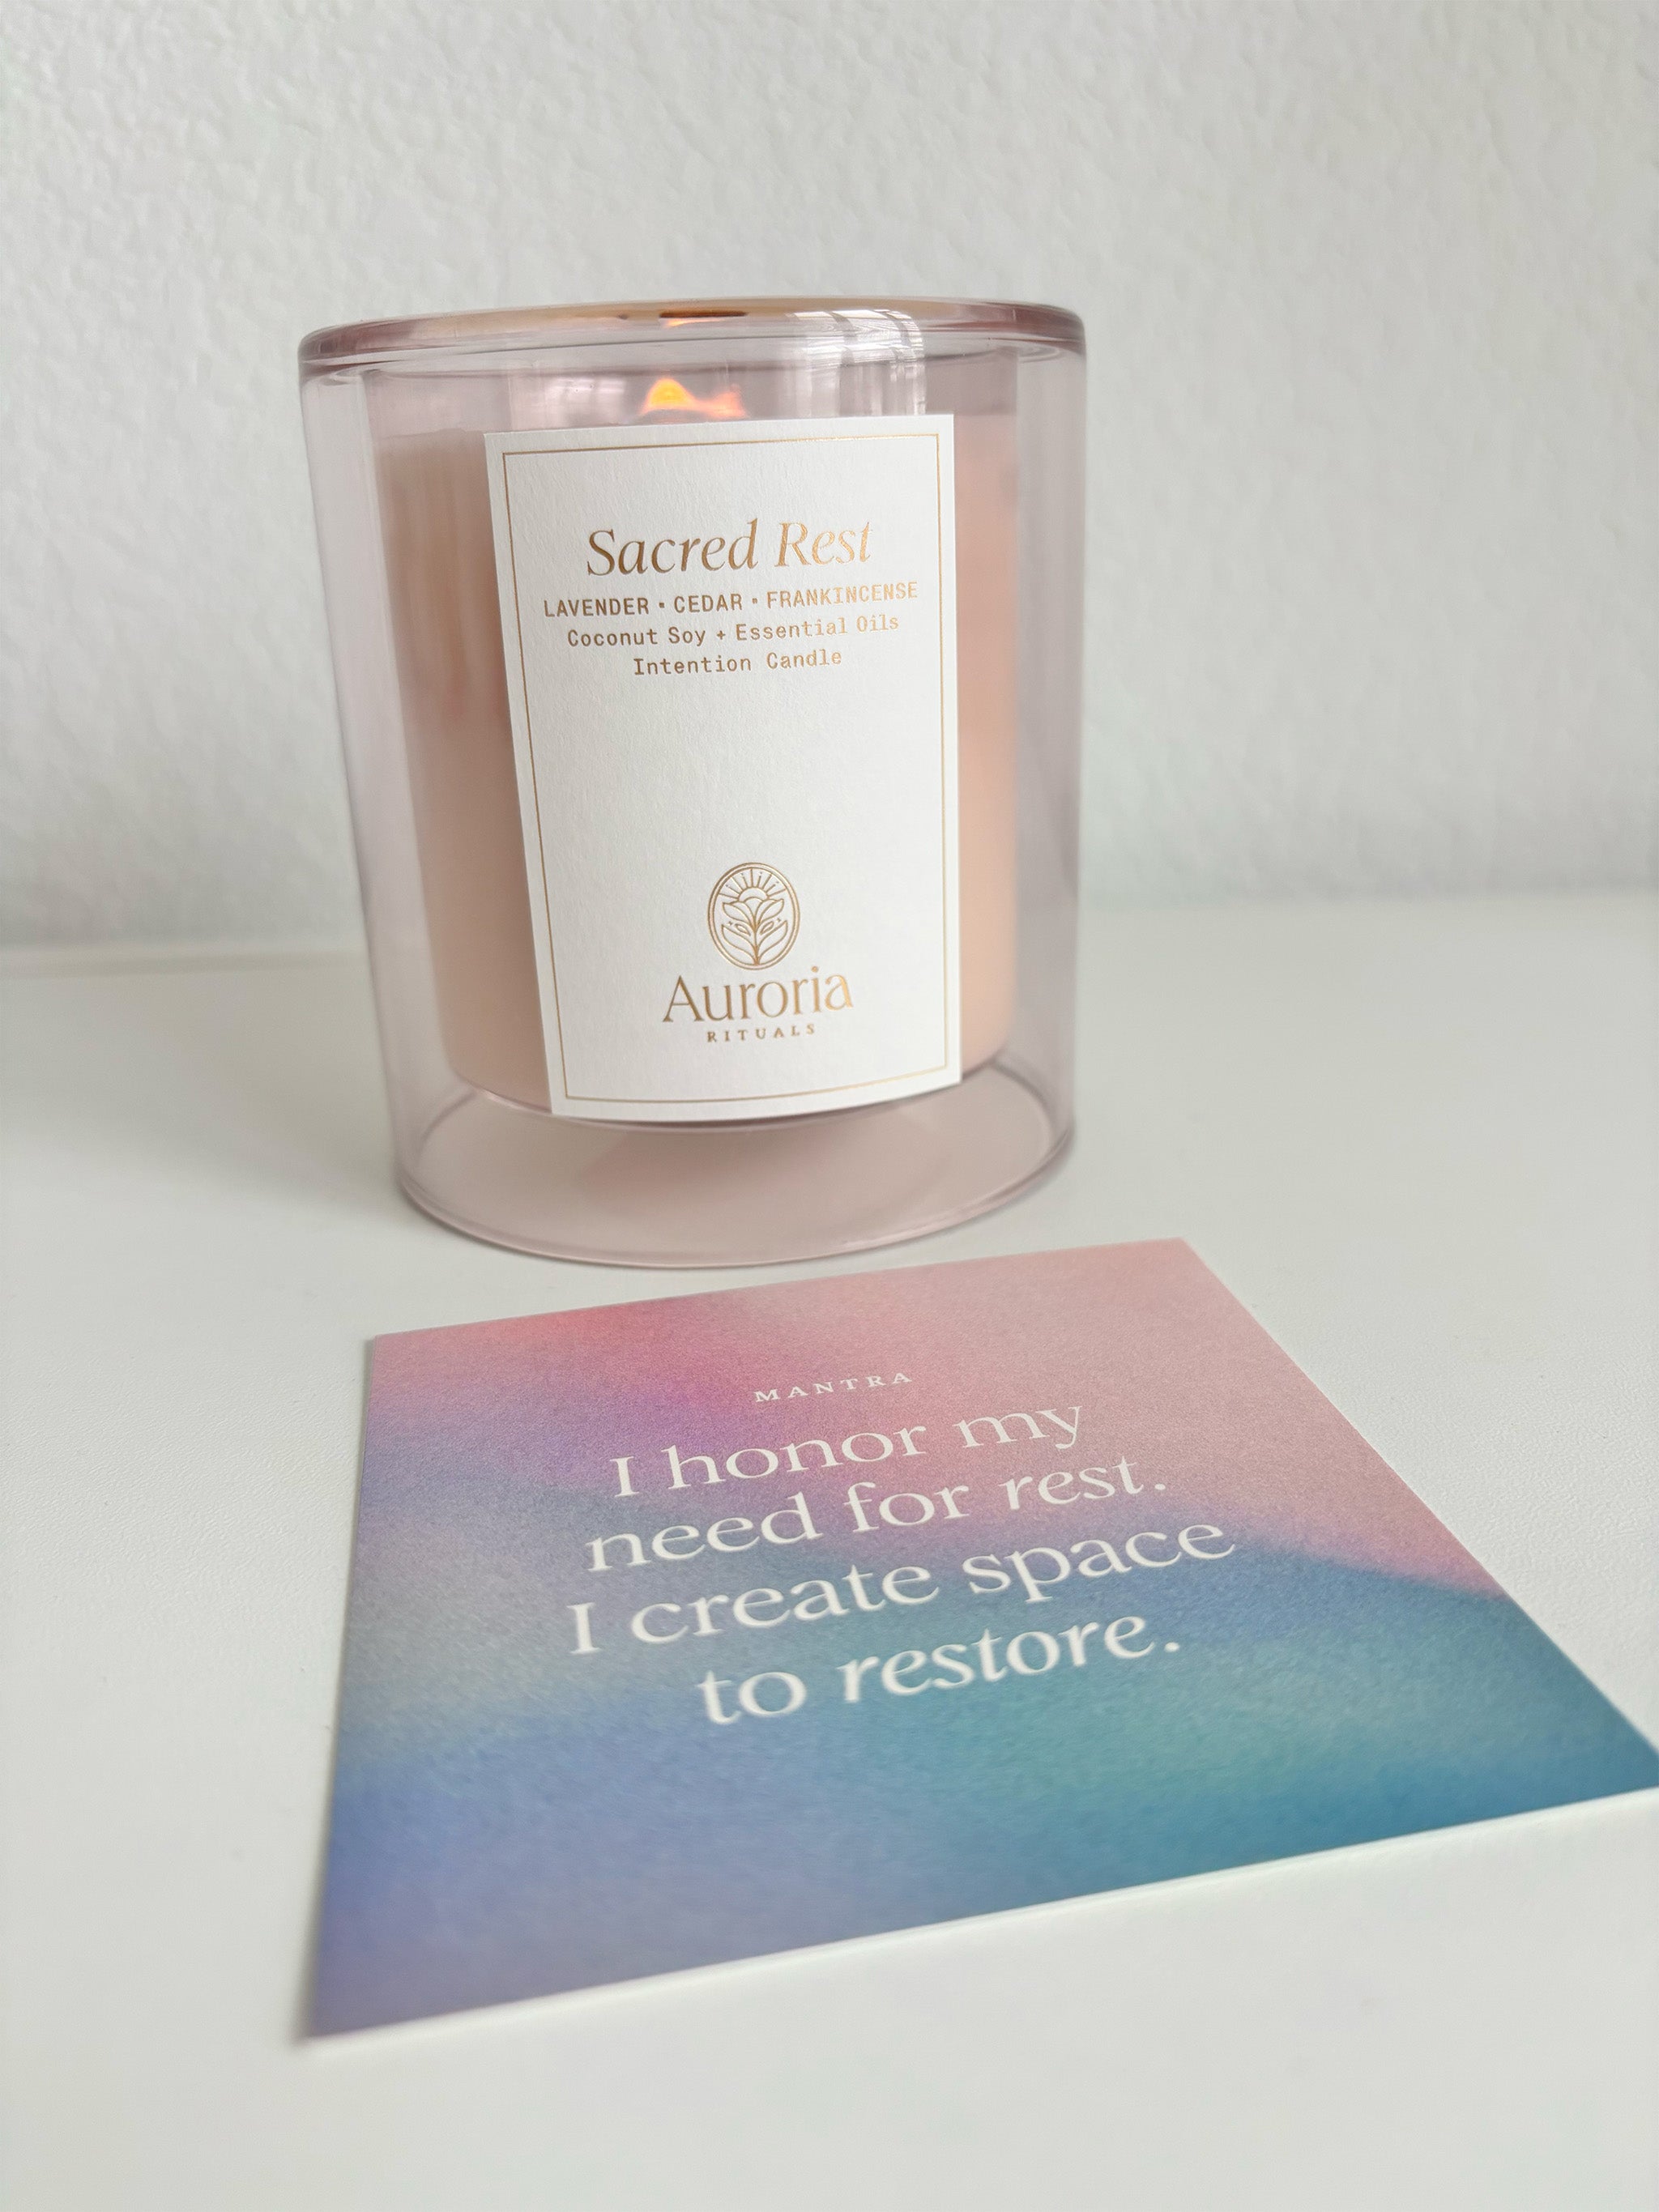 Sacred Rest
LAVENDER • CEDAR • FRANKINCENSE
Coconut Soy + Essential Oils
Intention Candle
Auroria
RITUALS
MANTRA
I honor my
need for rest.
I create space
to restore.